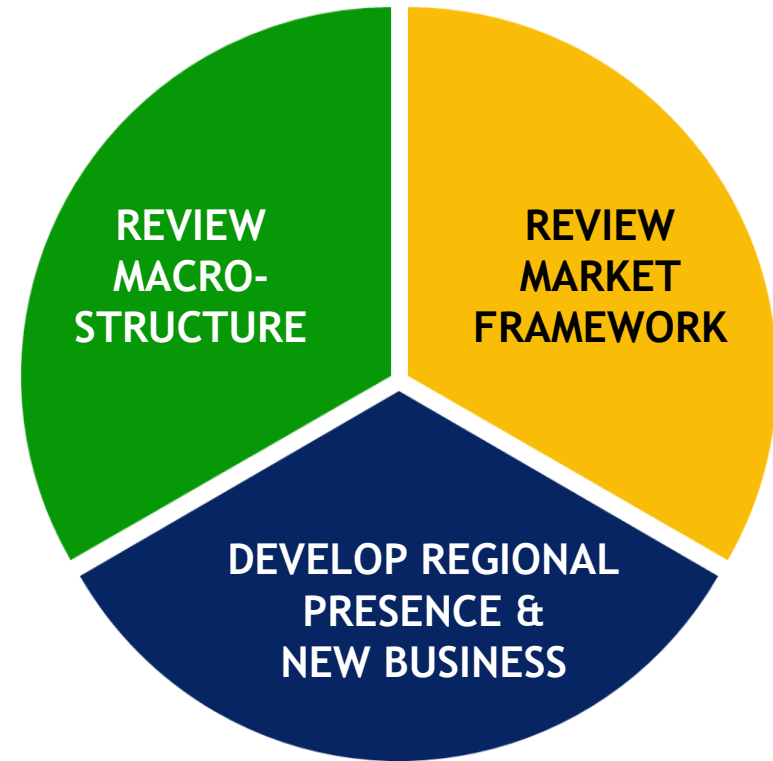 REVIEW
MACRO-
STRUCTURE
REVIEW
MARKET
FRAMEWORK
DEVELOP REGIONAL
PRESENCE &
NEW BUSINESS